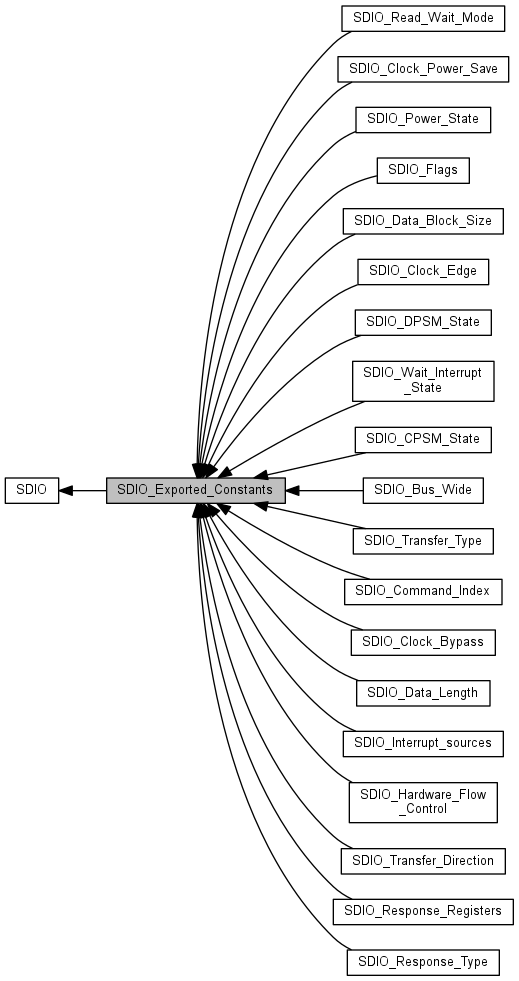 SDIO_Read_Wait_Mode
SDIO_Clock_Power_Save
SDIO_Power_State
SDIO_Flags
SDIO_Data_Block_Size
SDIO_Clock_Edge
SDIO_DPSM_State
SDIO_Wait_Interrupt
_State
SDIO_CPSM_State
SDIO
SDIO_Exported_Constants
SDIO_Bus_Wide
SDIO_Transfer_Type
SDIO_Command_Index
SDIO_Clock_Bypass
SDIO_Data_Length
SDIO_Interrupt_sources
SDIO_Hardware_Flow
_Control
SDIO_Transfer_Direction
SDIO_Response_Registers
SDIO_Response_Type